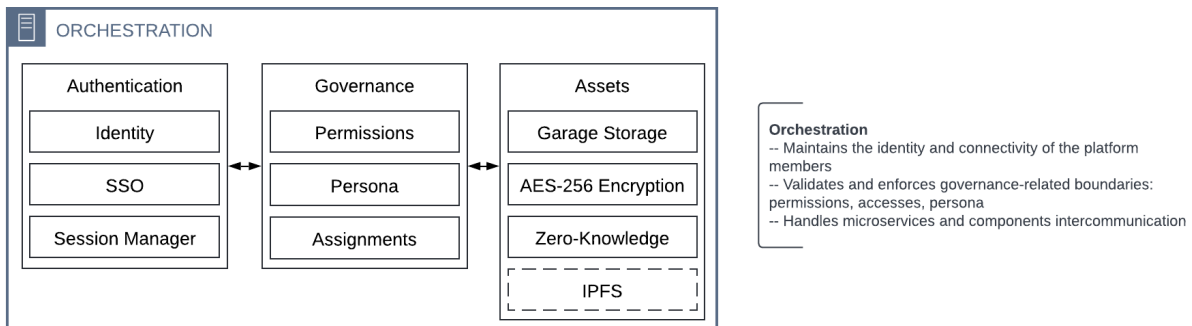 ORCHESTRATION
Authentication
Identity
SSO
Session Manager
Governance
Permissions
Persona
Assignments
Assets
Garage Storage
AES-256 Encryption
Zero-Knowledge
IPFS
Orchestration
-- Maintains the identity and connectivity of the platform
members
-- Validates and enforces governance-related boundaries:
permissions, accesses, persona
-- Handles microservices and components intercommunication